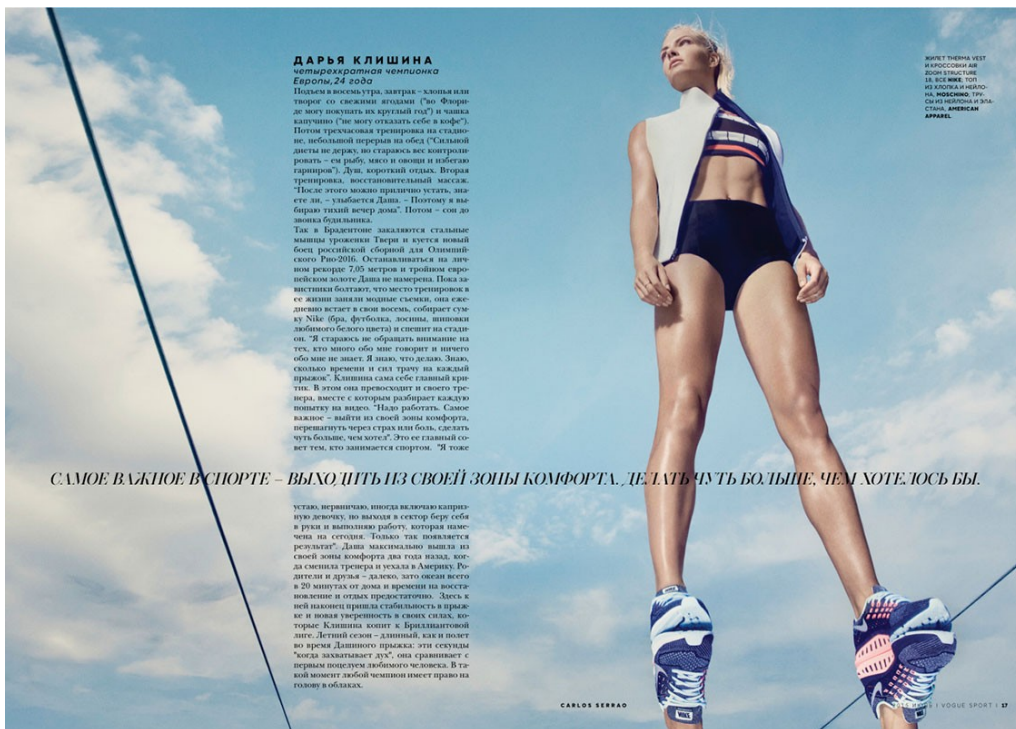 ДАРЬЯ КЛИШИНА
четырехкратная чемпионка
Европы, 24 года
Подъем в восемь утра, завтрак – хлопья или
творог со свежими ягодами ("во Флори-
де могу покупать их круглый год") и чашка
капучино ("не могу отказать себе в кофе").
Потом трехчасовая тренировка на стадио-
не, небольшой перерыв на обед ("Сильной
диеты не держу, но стараюсь вес контроли-
ровать – ем рыбу, мясо и овощи и избегаю
гарниров"). Душ, короткий отдых. Вторая
тренировка, восстановительный массаж.
"После этого можно прилично устать, зна-
ете ли, – улыбается Даша. – Поэтому я вы-
бираю тихий вечер дома". Потом – сон до
звонка будильника.
Так в Брадентоне закаляются стальные
мышцы уроженки Твери и куется новый
боец российской сборной для Олимпий-
ского Рио-2016. Останавливаться на лич-
ном рекорде 7,05 метров и тройном евро-
пейском золоте Даша не намерена. Пока за-
вистники болтают, что место тренировок в
ее жизни заняли модные съемки, она еже-
дневно встает в свои восемь, собирает сум-
ку Nike (бра, футболка, лосины, шиповки
любимого белого цвета) и спешит на стади-
он. "Я стараюсь не обращать внимание на
тех, кто много обо мне говорит и ничего
обо мне не знает. Я знаю, что делаю. Знаю,
сколько времени и сил трачу на каждый
прыжок". Клишина сама себе главный кри-
тик. В этом она превосходит и своего тре-
нера, вместе с которым разбирает каждую
попытку на видео. "Надо работать. Самое
важное – выйти из своей зоны комфорта,
перешагнуть через страх или боль, сделать
чуть больше, чем хотел". Это ее главный со-
вет тем, кто занимается спортом. "Я тоже
САМОЕ ВАЖНОЕ В СПОРТЕ – ВЫХОДИТЬ ИЗ СВОЕЙ ЗОНЫ КОМФОРТА. ДЕЛАТЬ ЧУТЬ БОЛЬШЕ, ЧЕМ ХОТЕЛОСЬ БЫ.
устаю, нервничаю, иногда включаю каприз-
ную девочку, но выходя в сектор беру себя
в руки и выполняю работу, которая наме-
чена на сегодня. Только так появляется
результат". Даша максимально вышла из
своей зоны комфорта два года назад, ког-
да сменила тренера и уехала в Америку. Ро-
дители и друзья – далеко, зато океан всего
в 20 минутах от дома и времени на восста-
новление и отдых предостаточно. Здесь к
ней наконец пришла стабильность в прыж-
ке и новая уверенность в своих силах, ко-
торые Клишина копит к Бриллиантовой
лиге. Летний сезон – длинный, как и полет
во время Дашиного прыжка: эти секунды
"когда захватывает дух", она сравнивает с
первым поцелуем любимого человека. В та-
кой момент любой чемпион имеет право на
голову в облаках.
ЖИЛЕТ THERMA VEST
И КРОССОВКИ AIR
ZOOM STRUCTURE
18, ВСЕ NIKE; ТОП
ИЗ ХЛОПКА И НЕЙЛО-
НА, MOSCHINO; ТРУ-
СЫ ИЗ НЕЙЛОНА И ЭЛА-
СТАНА, AMERICAN
APPAREL
NIKE
CARLOS SERRAO
2015 | VOGUE SPORT | 17